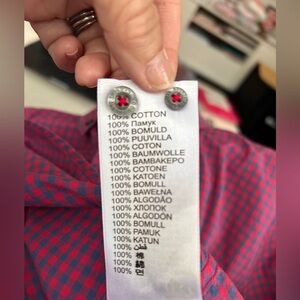 100% COTTON
100% Памук
100% BOMULD
100% PUUVILLA
100% COTON
100% BAUMWOLLE
100% ΒΑΜΒΑΚΕΡΟ
100% COTONE
100% KATOEN
100% BOMULL
100% BAWEŁNA
100% ALGODÃO
100% ХЛОПОК
100% ALGODÓN
100% BOMULL
100% PAMUK
100% KATUN
100% قطن
100% 棉
100% 綿
100% 면